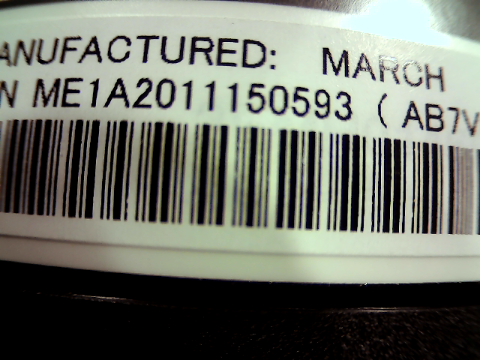 ANUFACTURED: MARCH
N ME1A2011150593 ( AB7V